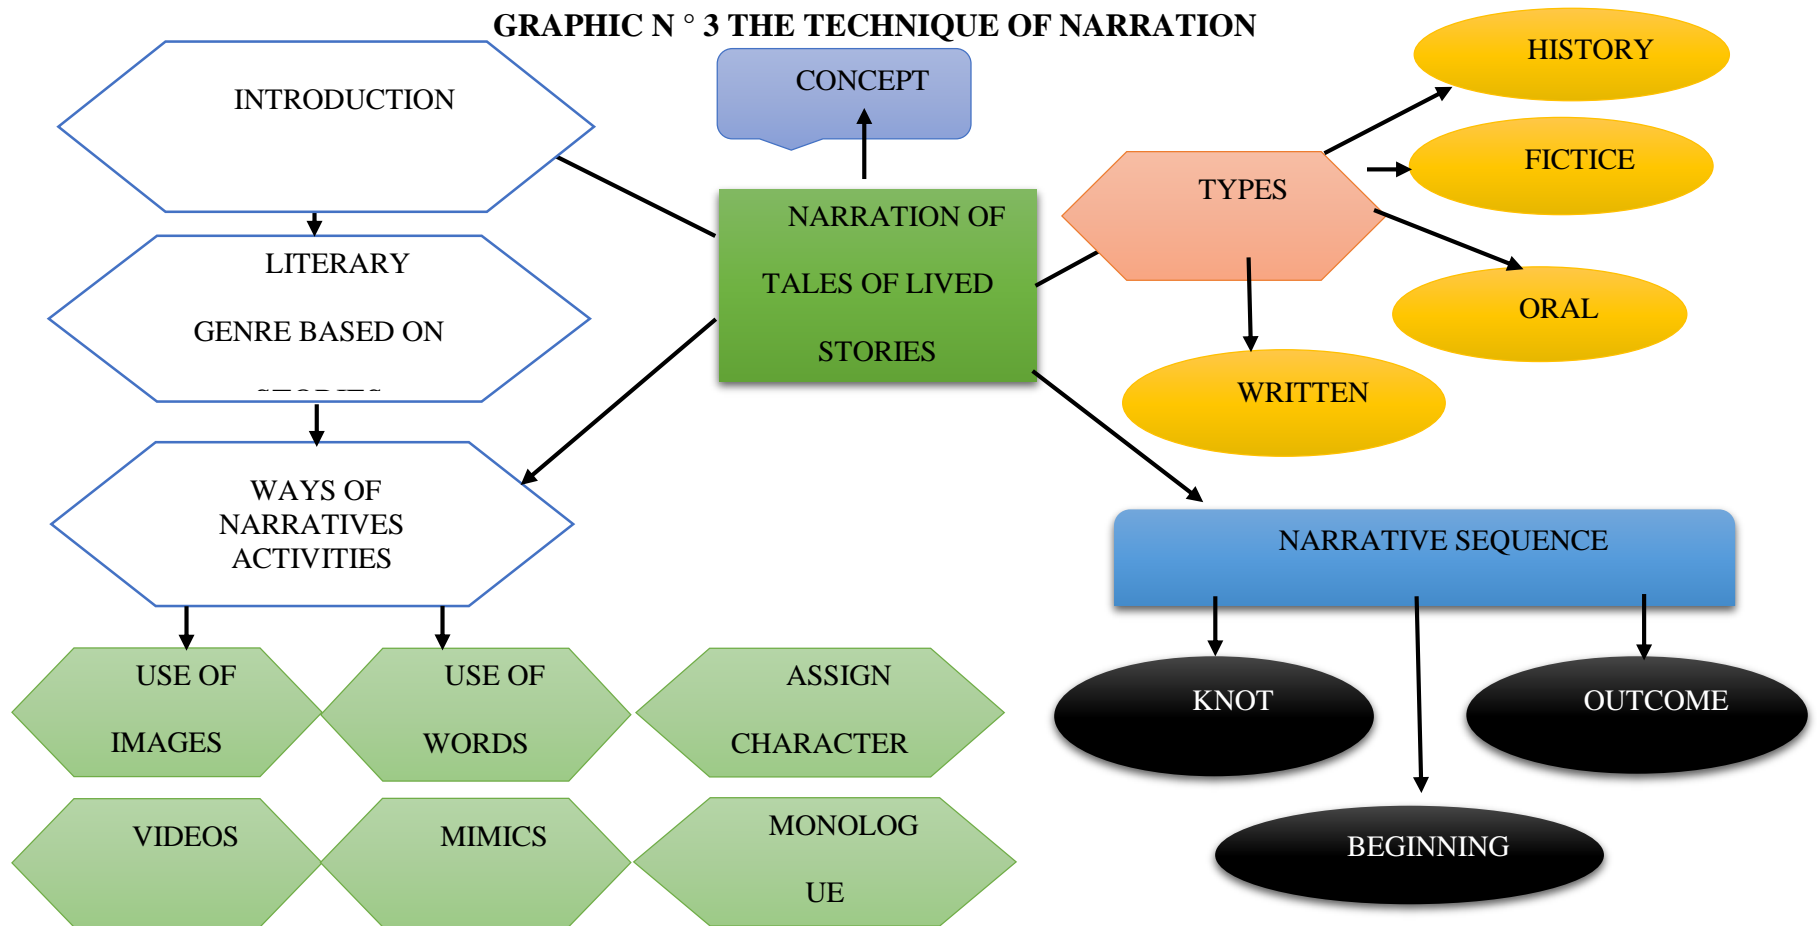 GRAPHIC N ° 3 THE TECHNIQUE OF NARRATION
INTRODUCTION
CONCEPT
HISTORY
FICTICE
TYPES
ORAL
WRITTEN
NARRATION OF
TALES OF LIVED
STORIES
LITERARY
GENRE BASED ON
STORIES
WAYS OF
NARRATIVES
ACTIVITIES
NARRATIVE SEQUENCE
USE OF
IMAGES
USE OF
WORDS
ASSIGN
CHARACTER
KNOT
OUTCOME
VIDEOS
MIMICS
MONOLOG
UE
BEGINNING